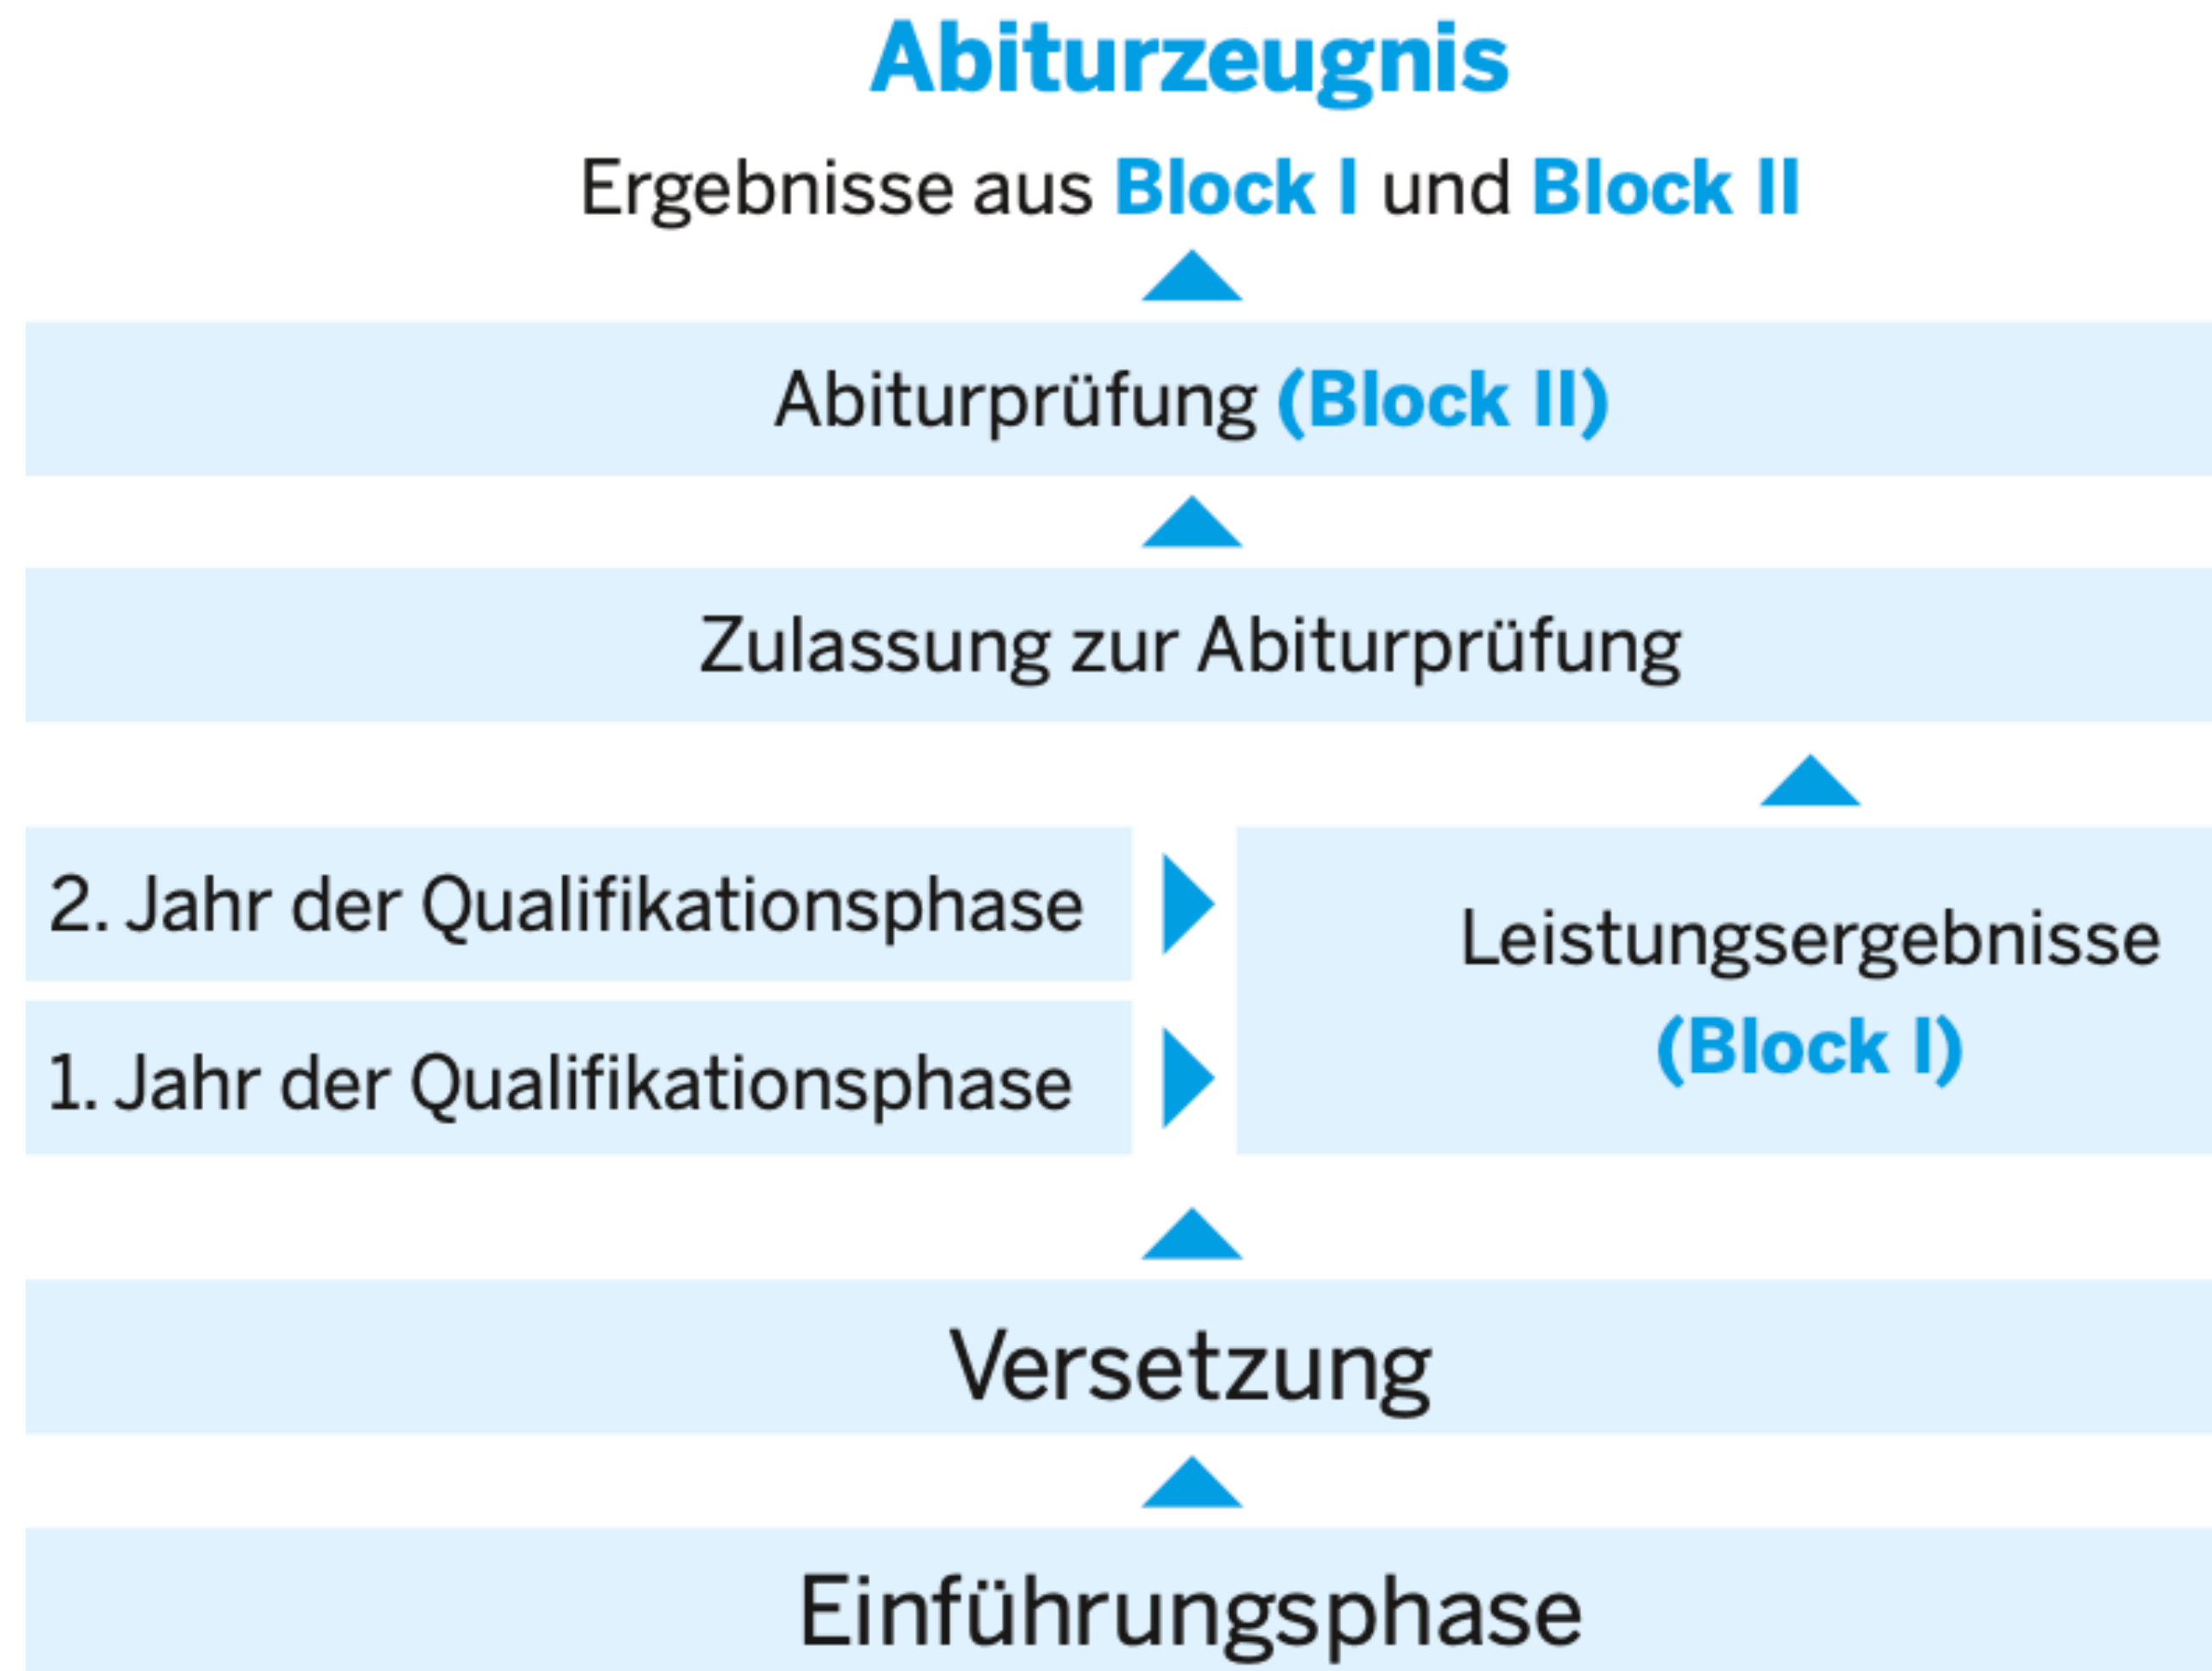 Abiturzeugnis
Ergebnisse aus Block I und Block II
Abiturprüfung (Block II)
Zulassung zur Abiturprüfung
2. Jahr der Qualifikationsphase
1. Jahr der Qualifikationsphase
Leistungsergebnisse
(Block I)
Versetzung
Einführungsphase